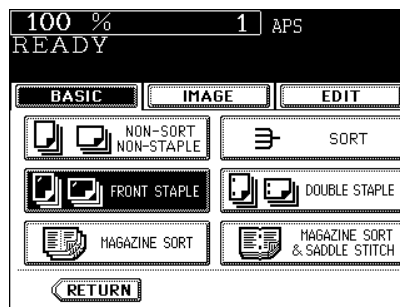 100 % 1 APS
READY
BASIC IMAGE EDIT
NON-SORT
NON-STAPLE
SORT
FRONT STAPLE
DOUBLE STAPLE
MAGAZINE SORT
MAGAZINE SORT
& SADDLE STITCH
RETURN